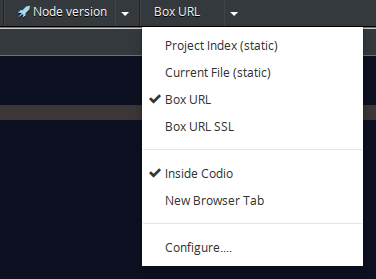 Node version
Box URL
Project Index (static)
Current File (static)
Box URL
Box URL SSL
Inside Codio
New Browser Tab
Configure....